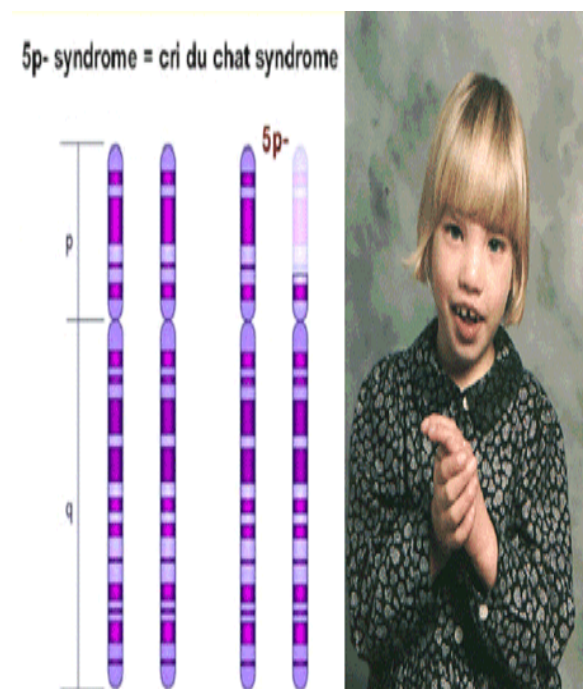 5p- syndrome = cri du chat syndrome
5p-
p
q